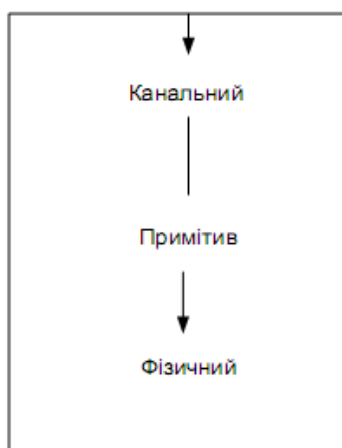 Канальний
Примітив
Фізичний